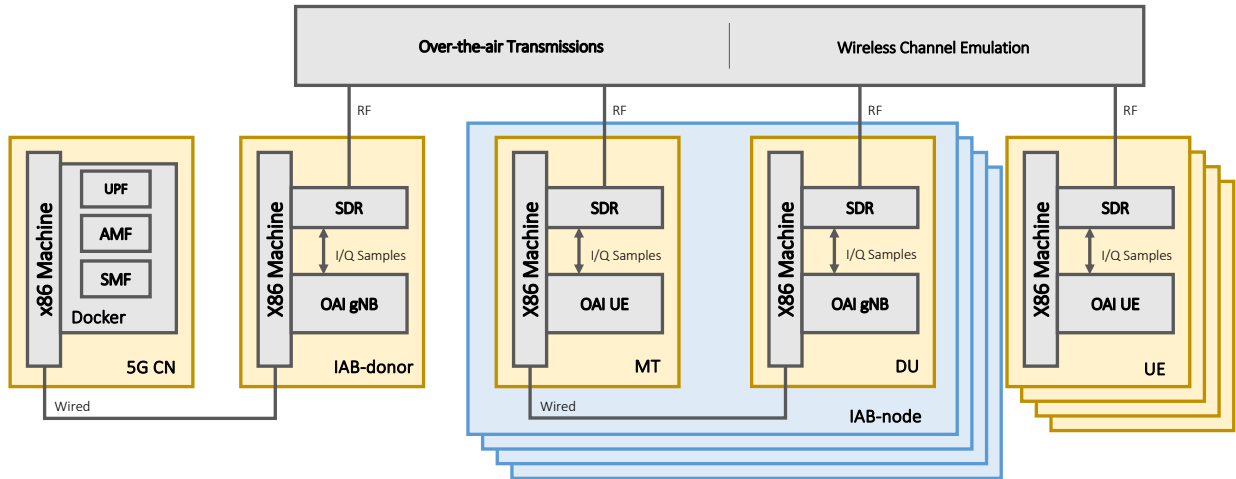 Over-the-air Transmissions
Wireless Channel Emulation
RF
RF
RF
RF
x86 Machine
UPF
AMF
SMF
Docker
5G CN
Wired
X86 Machine
SDR
I/Q Samples
OAI gNB
IAB-donor
X86 Machine
SDR
I/Q Samples
OAI UE
MT
Wired
X86 Machine
SDR
I/Q Samples
OAI gNB
DU
IAB-node
X86 Machine
SDR
I/Q Samples
OAI UE
UE